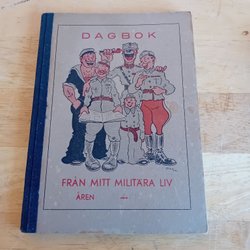 DAGBOK
FRÅN MITT MILITÄRA LIV
ÅREN —